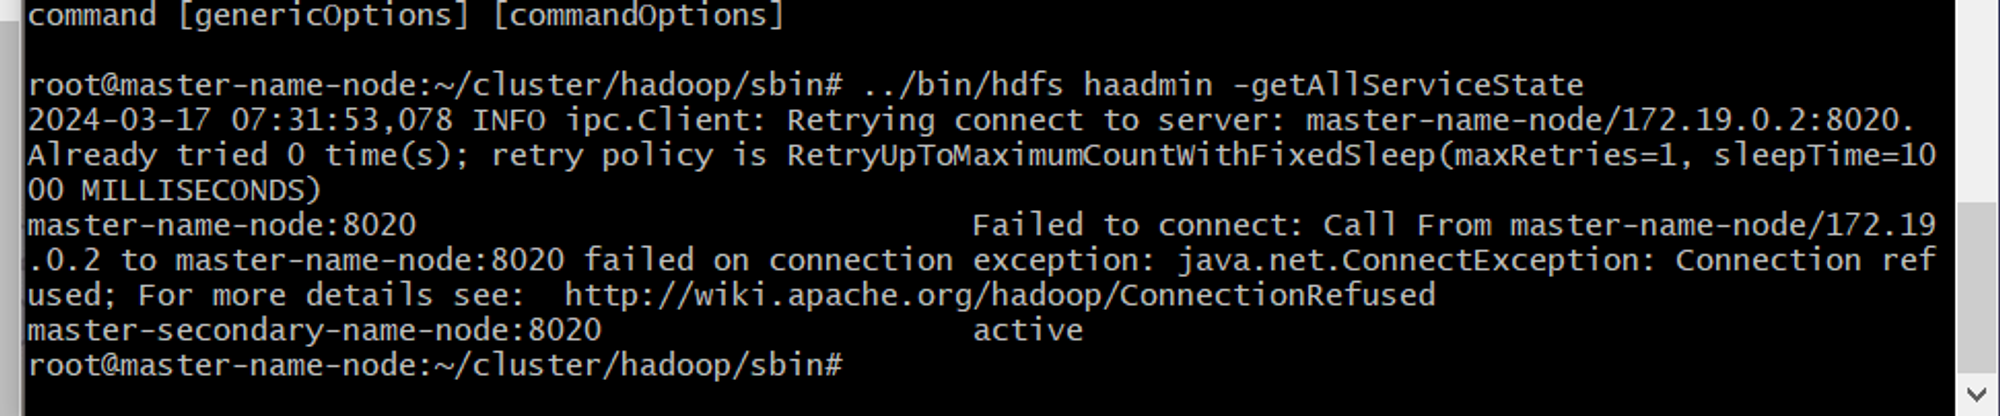 command [genericOptions] [commandOptions]
root@master-name-node:~/cluster/hadoop/sbin# ../bin/hdfs haadmin -getAllServiceState
2024-03-17 07:31:53,078 INFO ipc.Client: Retrying connect to server: master-name-node/172.19.0.2:8020.
Already tried 0 time(s); retry policy is RetryUpToMaximumCountWithFixedSleep(maxRetries=1, sleepTime=10
00 MILLISECONDS)
master-name-node:8020                              Failed to connect: Call From master-name-node/172.19
.0.2 to master-name-node:8020 failed on connection exception: java.net.ConnectException: Connection ref
used; For more details see:  http://wiki.apache.org/hadoop/ConnectionRefused
master-secondary-name-node:8020                    active
root@master-name-node:~/cluster/hadoop/sbin#